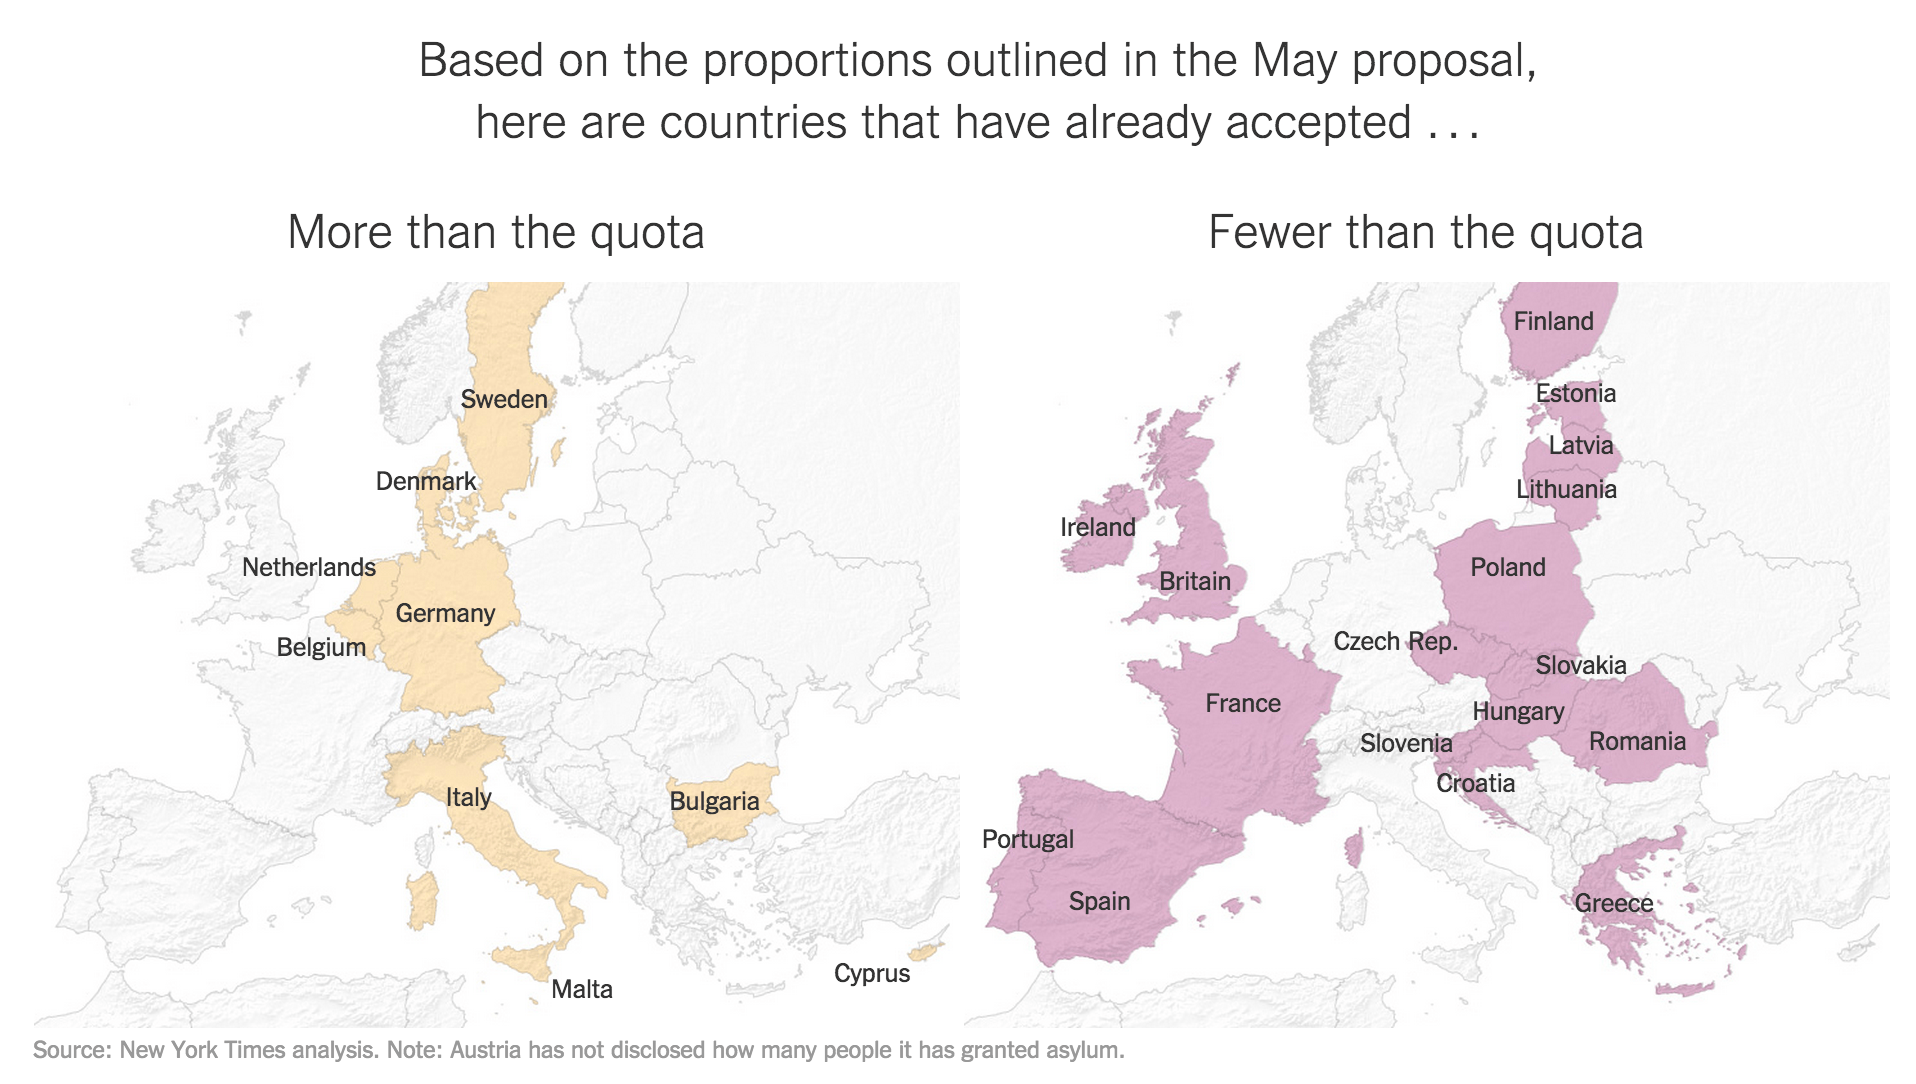 Based on the proportions outlined in the May proposal,
here are countries that have already accepted . . .
More than the quota
Sweden
Denmark
Netherlands
Germany
Belgium
Italy
Bulgaria
Cyprus
Malta
Fewer than the quota
Finland
Estonia
Latvia
Lithuania
Ireland
Britain
Poland
Czech Rep.
Slovakia
France
Hungary
Slovenia
Romania
Croatia
Portugal
Spain
Greece
Source: New York Times analysis. Note: Austria has not disclosed how many people it has granted asylum.